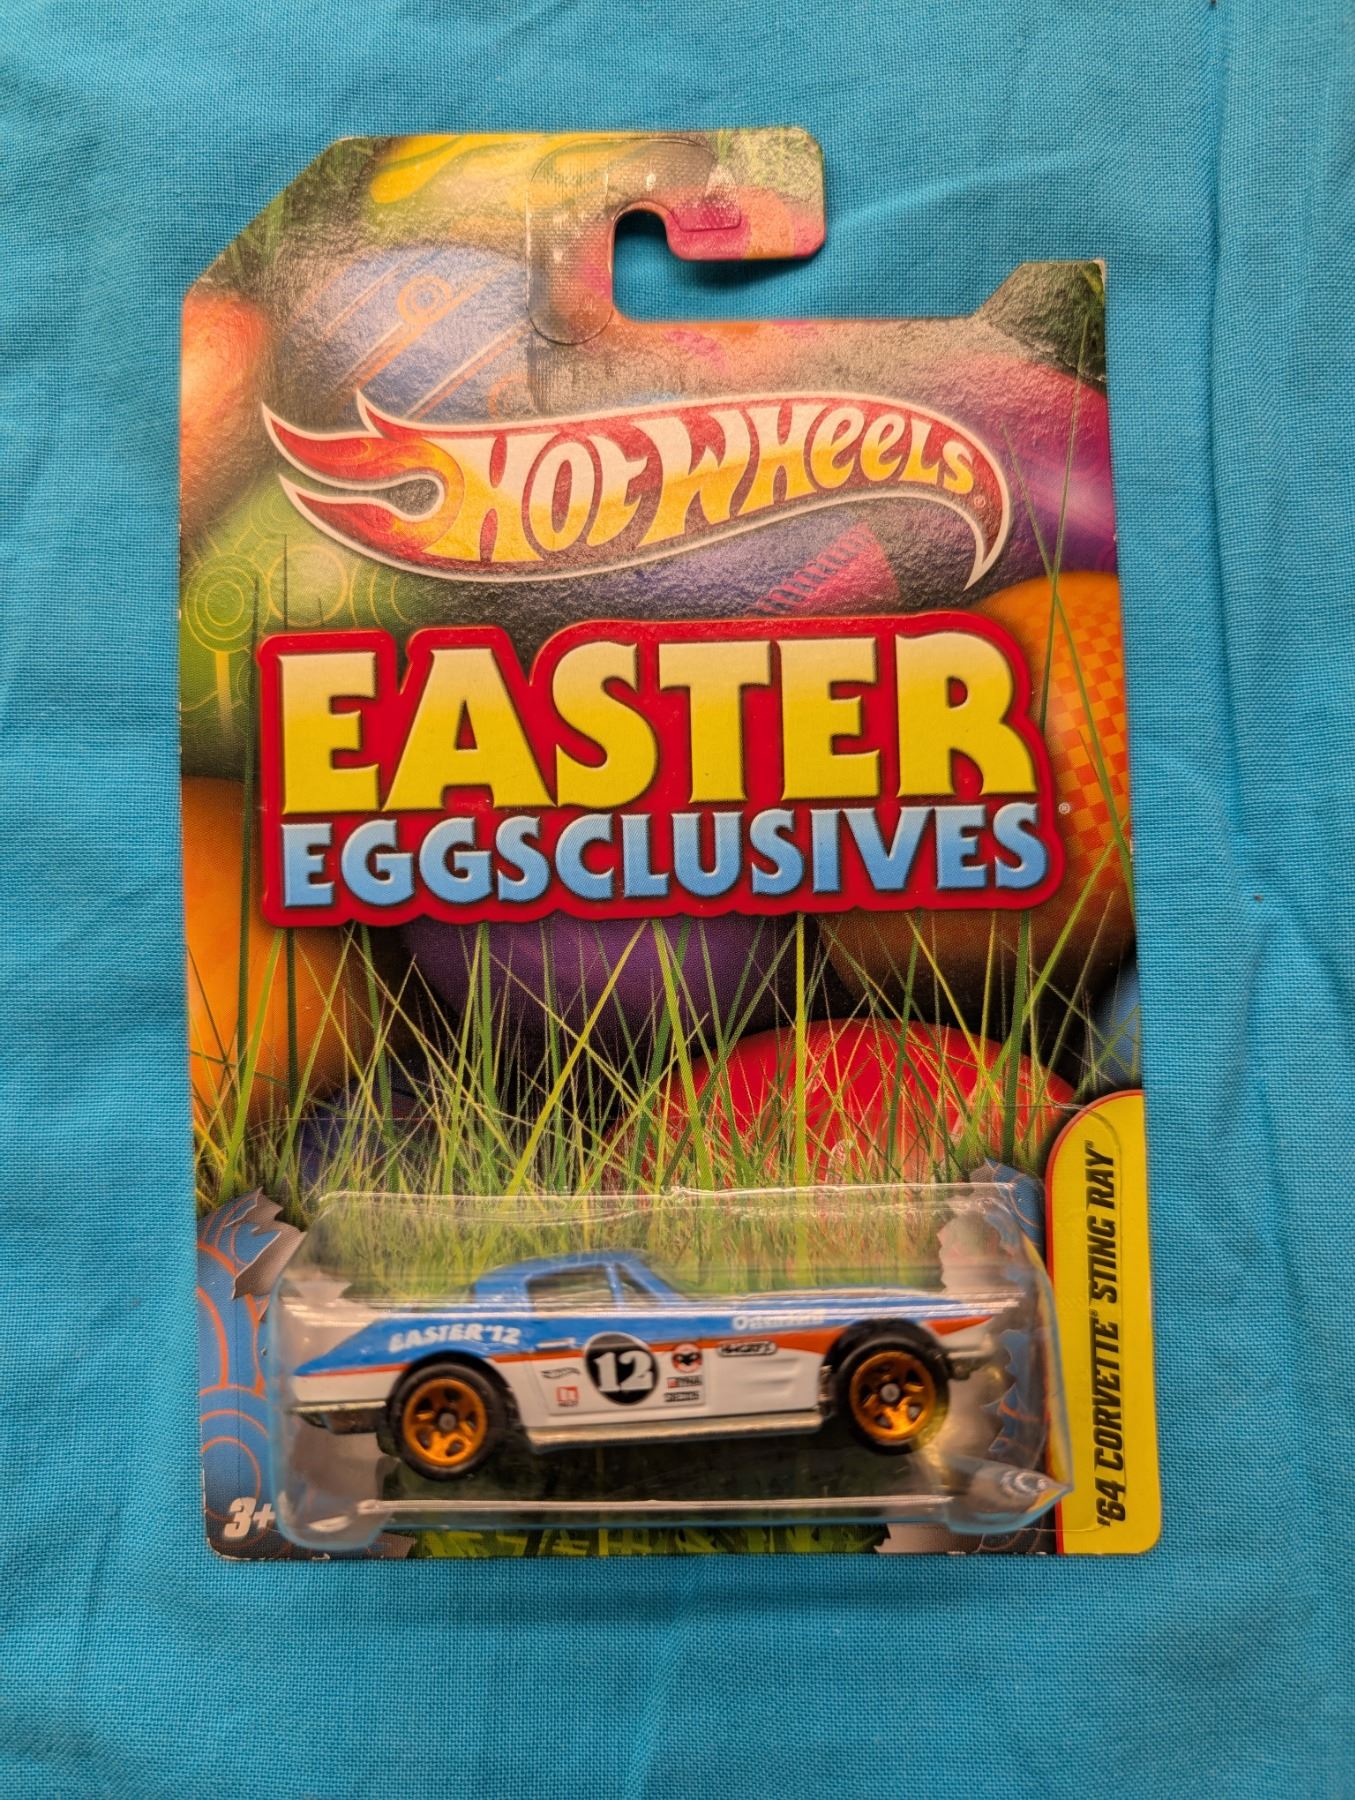 HOT WHEELS®
EASTER
EGGSCLUSIVES®
'64 CORVETTE® STING RAY®
EASTER '12
12
3+